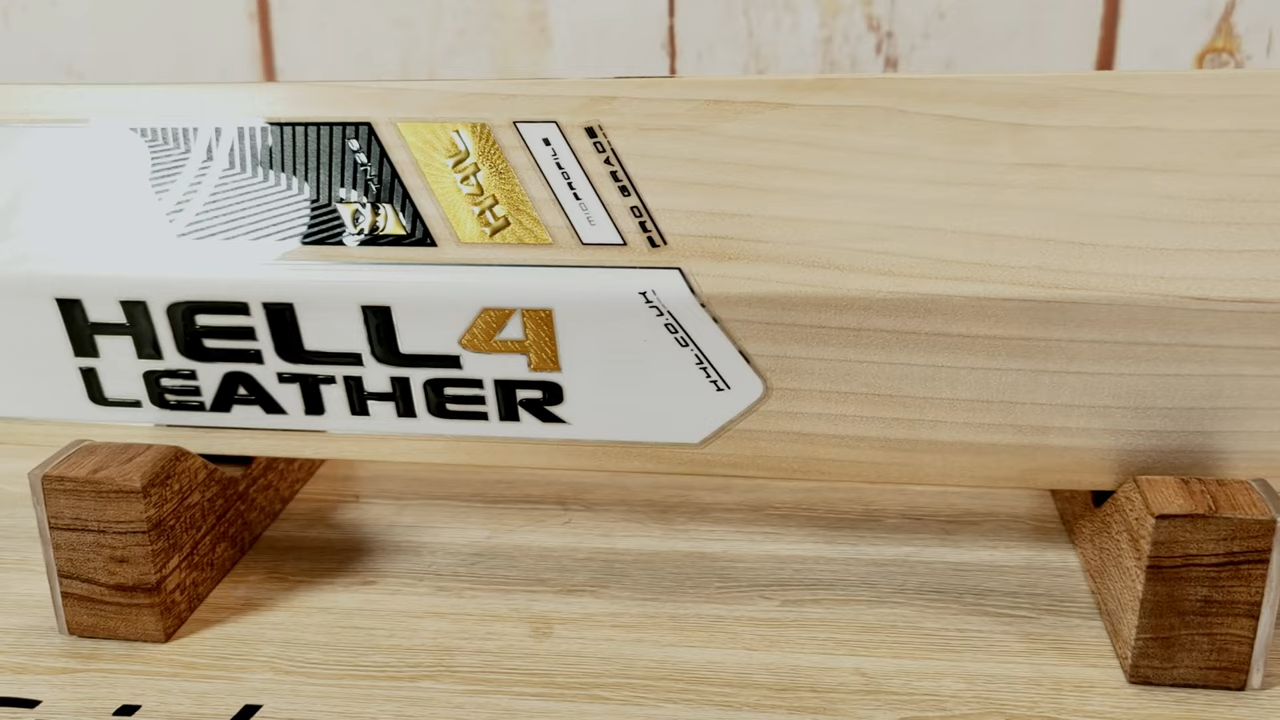 HELL4
LEATHER
H4L
MID PROFILE
PRO GRADE
H4L.CO.UK